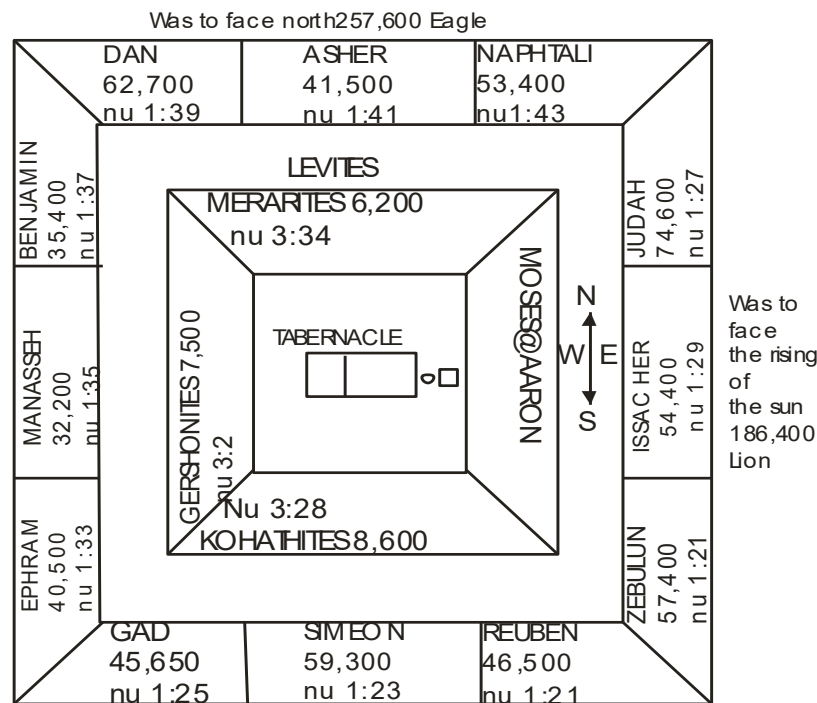 Was to face north257,600 Eagle
DAN
62,700
nu 1:39
ASHER
41,500
nu 1:41
NAPHTALI
53,400
nu1:43
BENJAMIN
35,400
nu 1:37
MANASSEH
32,200
nu 1:35
EPHRAM
40,500
nu 1:33
LEVITES
MERARITES 6,200
nu 3:34
GERSHONITES 7,500
nu 3:2
TABERNACLE
MOSES@AARON
Nu 3:28
KOHATHITES 8,600
N
W E
S
JUDAH
74,600
nu 1:27
ISSACHER
54,400
nu 1:29
ZEBULUN
57,400
nu 1:21
Was to
face
the rising
of
the sun
186,400
Lion
GAD
45,650
nu 1:25
SIMEON
59,300
nu 1:23
REUBEN
46,500
nu 1:21